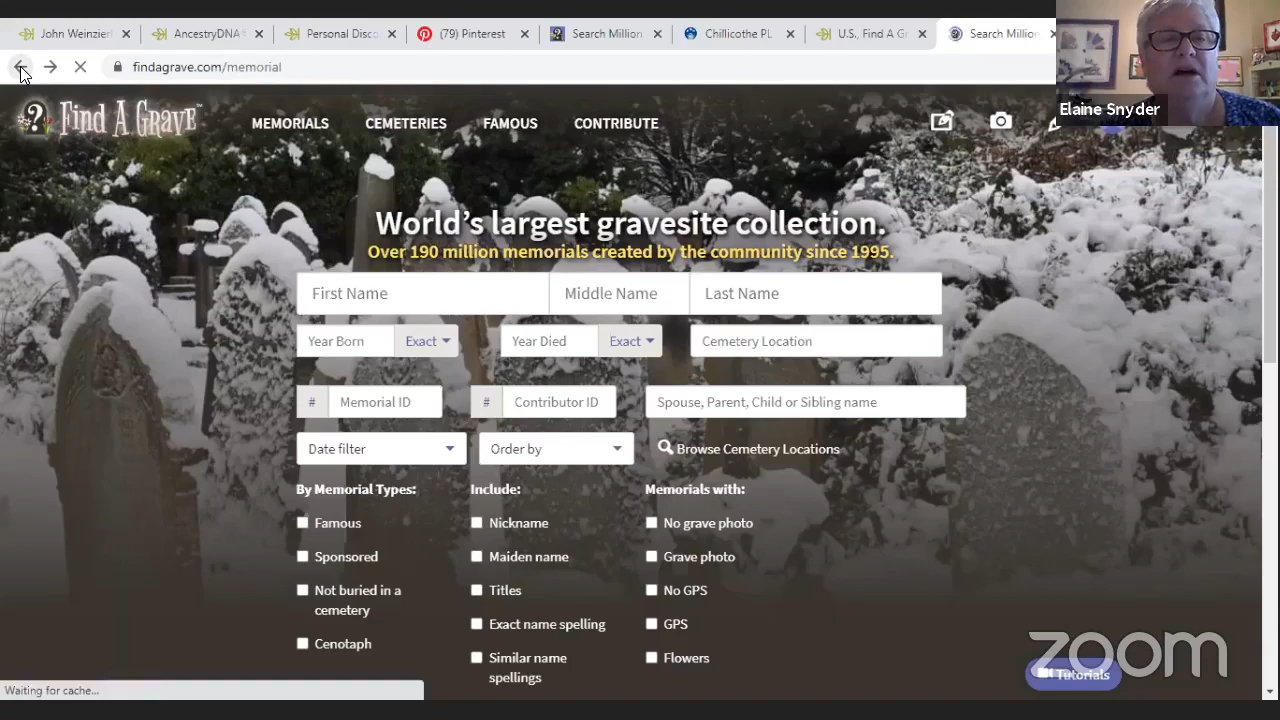 John Weinzier
AncestryDNA
Personal Disco
(79) Pinterest
Search Million
Chillicothe PL
U.S., Find A Gr
Search Million
findagrave.com/memorial
Elaine Snyder
Find A Grave™
MEMORIALS
CEMETERIES
FAMOUS
CONTRIBUTE
World's largest gravesite collection.
Over 190 million memorials created by the community since 1995.
First Name
Middle Name
Last Name
Year Born
Exact
Year Died
Exact
Cemetery Location
# Memorial ID
# Contributor ID
Spouse, Parent, Child or Sibling name
Date filter
Order by
Browse Cemetery Locations
By Memorial Types:
Famous
Sponsored
Not buried in a
cemetery
Cenotaph
Include:
Nickname
Maiden name
Titles
Exact name spelling
Similar name
spellings
Memorials with:
No grave photo
Grave photo
No GPS
GPS
Flowers
zoom
Tutorials
Waiting for cache...